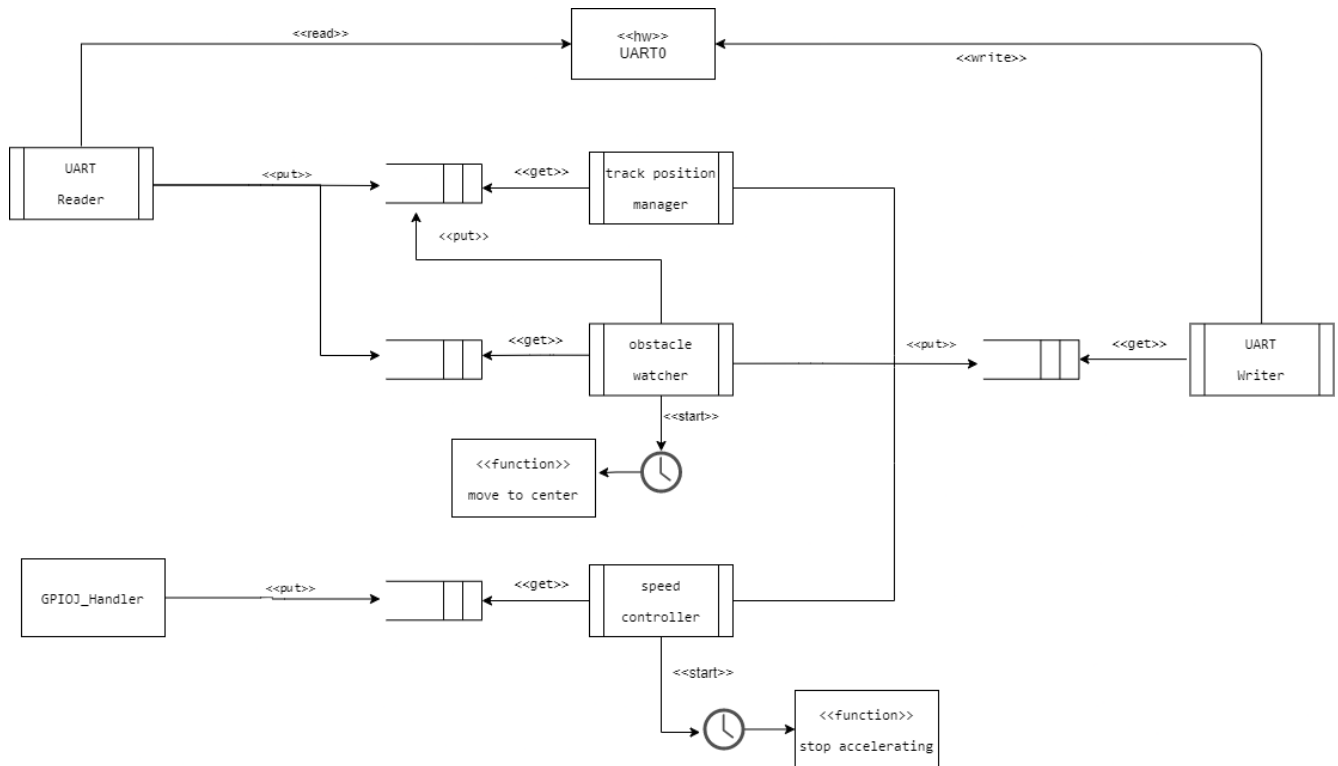 <<read>>
<<hw>>
UART0
<<write>>
UART
Reader
<<put>>
<<get>>
track position
manager
<<put>>
<<get>>
obstacle
watcher
<<put>>
<<get>>
UART
Writer
<<start>>
<<function>>
move to center
GPIOJ_Handler
<<put>>
<<get>>
speed
controller
<<start>>
<<function>>
stop accelerating